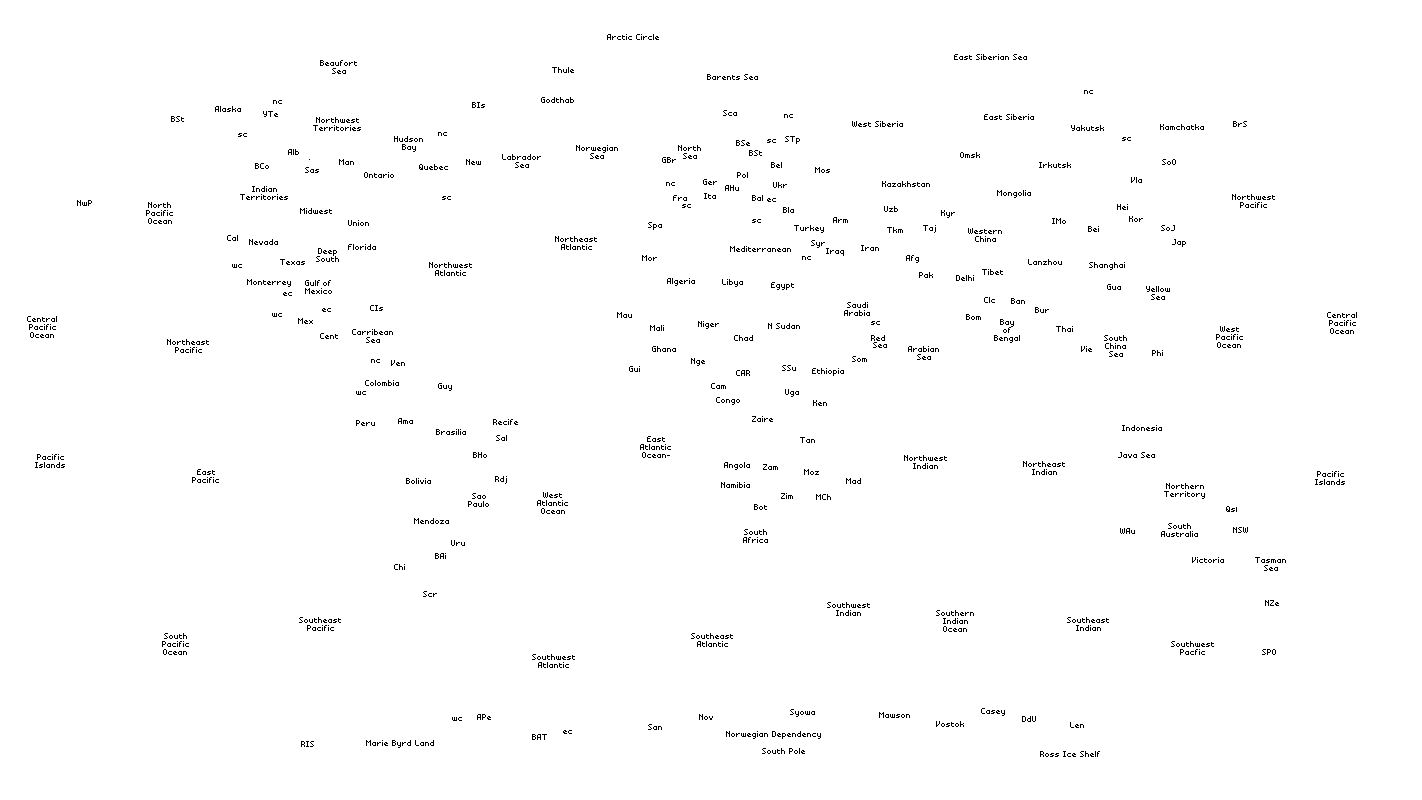 Arctic Circle
East Siberian Sea
Beaufort
Sea
Thule
Barents Sea
nc
Godthab
nc
BIs
Alaska
YTe
Sca
nc
BSt
Northwest
Territories
West Siberia
East Siberia
Yakutsk
Kamchatka
BrS
sc
nc
Hudson
Bay
BSe
sc
STp
sc
Alb
Norwegian
Sea
North
Sea
BSt
Omsk
BCo
Sas
Man
Ontario
Quebec
New
Labrador
Sea
GBr
Bel
Mos
Irkutsk
SoO
Pol
Ukr
Vla
nc
Ger
AHu
Kazakhstan
Indian
Territories
sc
Fra
sc
Ita
Bal
ec
Mongolia
Northwest
Pacific
NwP
North
Pacific
Ocean
Midwest
Union
Bla
Uzb
Kyr
Hei
Spa
sc
Turkey
Arm
Tkm
Taj
Western
China
IMo
Bei
Kor
SoJ
Jap
Cal
Nevada
Deep
South
Florida
Northeast
Atlantic
Mor
Mediterranean
Syr
nc
Iraq
Iran
Afg
wc
Texas
Northwest
Atlantic
Lanzhou
Shanghai
Monterrey
ec
Gulf of
Mexico
Algeria
Libya
Egypt
Pak
Delhi
Tibet
Gua
Yellow
Sea
wc
Mex
ec
CIs
Mau
Saudi
Arabia
sc
Clc
Ban
Bur
Central
Pacific
Ocean
Northeast
Pacific
Cent
Carribean
Sea
Mali
Niger
Chad
N Sudan
Red
Sea
Bom
Bay
of
Bengal
Thai
South
China
Sea
West
Pacific
Ocean
Central
Pacific
Ocean
Ghana
Arabian
Sea
Vie
Phi
nc
Ven
Gui
Nge
CAR
SSu
Ethiopia
Som
Colombia
wc
Guy
Cam
Congo
Uga
Ken
Peru
Ama
Brasilia
Recife
Sal
Zaire
Indonesia
East
Atlantic
Ocean-
Tan
BHo
Java Sea
Pacific
Islands
East
Pacific
Bolivia
Rdj
Angola
Zam
Moz
Mad
Northwest
Indian
Northeast
Indian
Pacific
Islands
Sao
Paulo
West
Atlantic
Ocean
Namibia
Zim
MCh
Northern
Territory
Bot
Qsl
Mendoza
South
Africa
WAu
South
Australia
NSW
Uru
BAi
Chi
Victoria
Tasman
Sea
Scr
NZe
Southeast
Pacific
Southwest
Indian
Southern
Indian
Ocean
Southeast
Indian
South
Pacific
Ocean
Southeast
Atlantic
Southwest
Pacfic
SPO
Southwest
Atlantic
wc
APe
Nov
Syowa
Mawson
Casey
Vostok
DdU
Len
BAT
ec
San
Norwegian Dependency
RIS
Marie Byrd Land
South Pole
Ross Ice Shelf